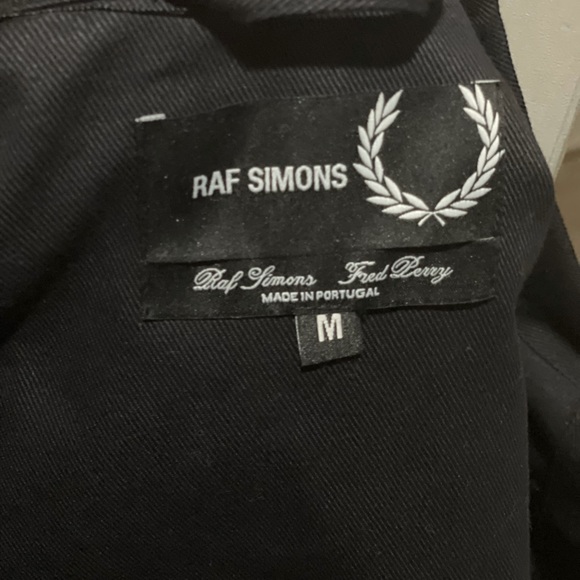 RAF SIMONS
Raf Simons Fred Perry
MADE IN PORTUGAL
M